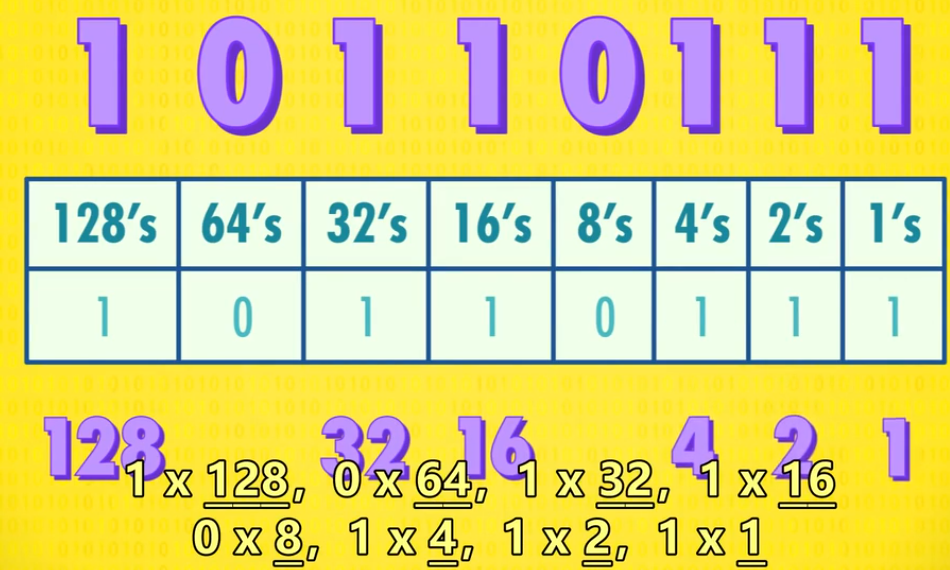 1 0 1 1 0 1 1 1
128's 64's 32's 16's 8's 4's 2's 1's
1 0 1 1 0 1 1 1
128 32 16 4 2 1
1 x 128, 0 x 64, 1 x 32, 1 x 16
0 x 8, 1 x 4, 1 x 2, 1 x 1